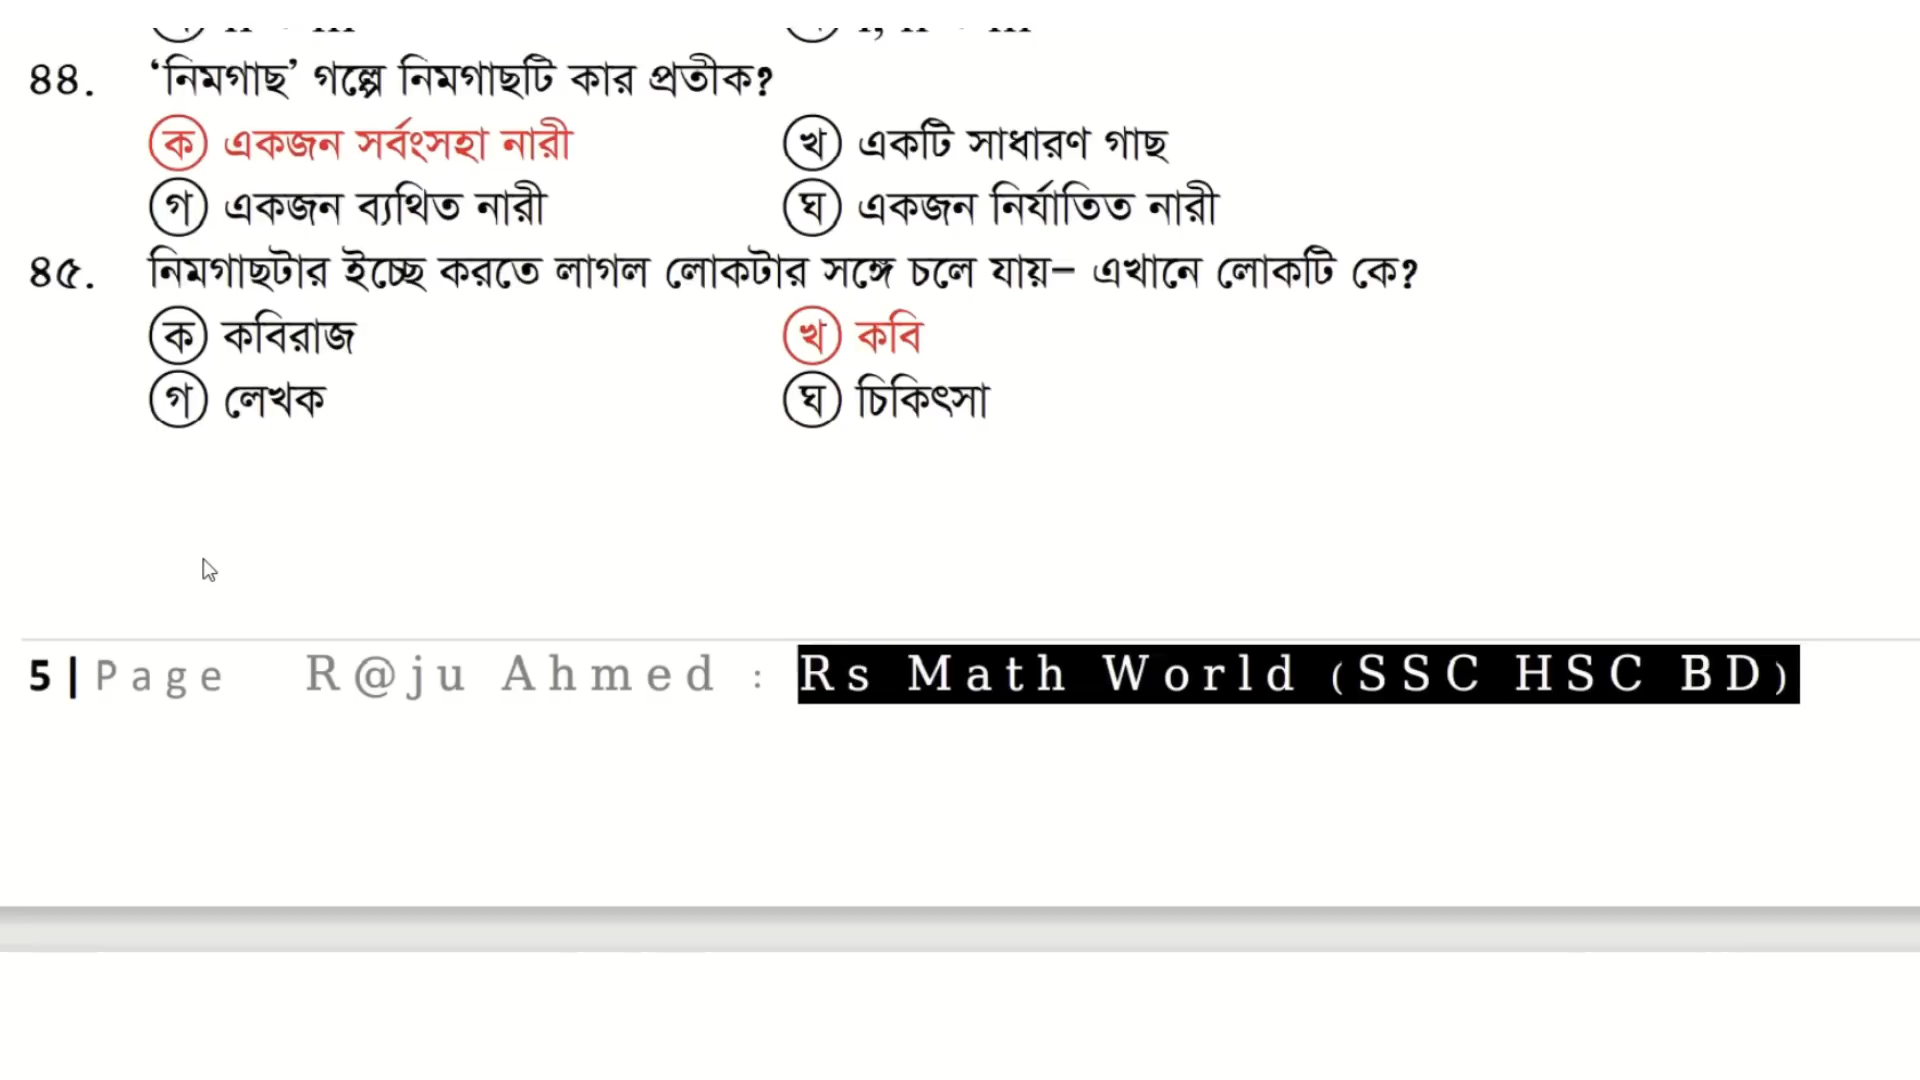 ৪৪. ‘নিমগাছ’ গল্পে নিমগাছটি কার প্রতীক?
ক একজন সর্বংসহা নারী খ একটি সাধারণ গাছ
গ একজন ব্যথিত নারী ঘ একজন নির্যাতিত নারী
৪৫. নিমগাছটার ইচ্ছে করতে লাগল লোকটার সঙ্গে চলে যায়– এখানে লোকটি কে?
ক কবিরাজ খ কবি
গ লেখক ঘ চিকিৎসা
5 | Page R@ju Ahmed : Rs Math World (SSC HSC BD)